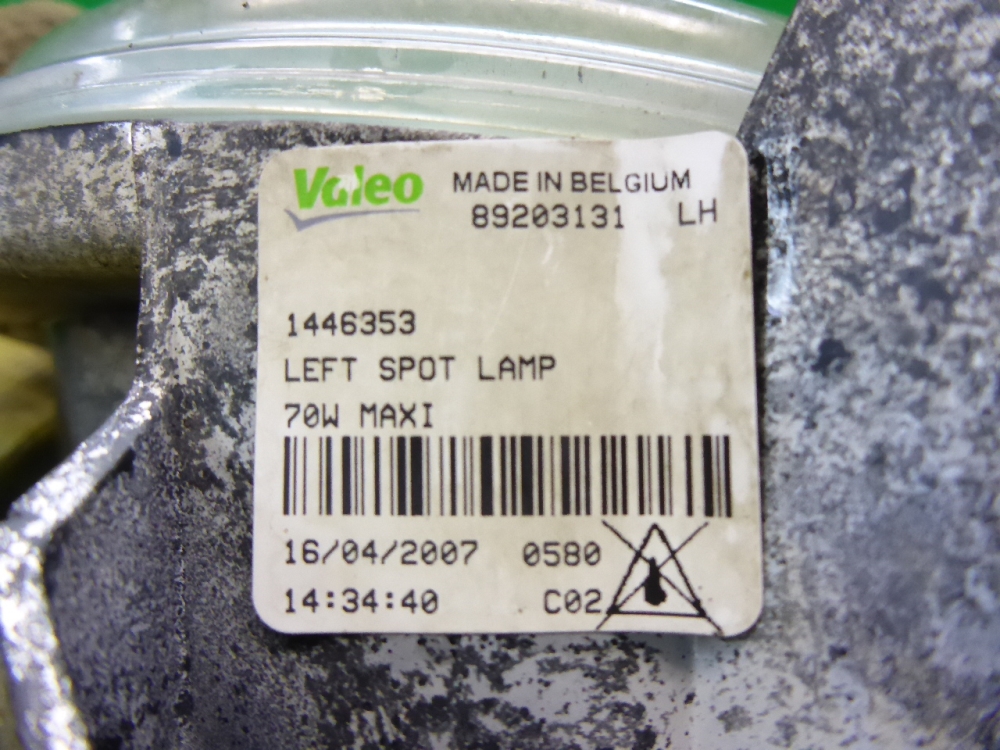 Valeo MADE IN BELGIUM
89203131 LH
1446353
LEFT SPOT LAMP
70W MAXI
16/04/2007 0580
14:34:40 C02